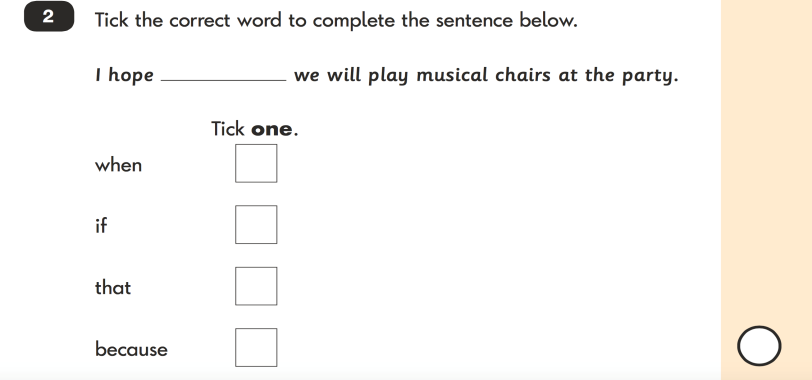 2 Tick the correct word to complete the sentence below.
I hope ____________ we will play musical chairs at the party.
Tick one.
when
if
that
because